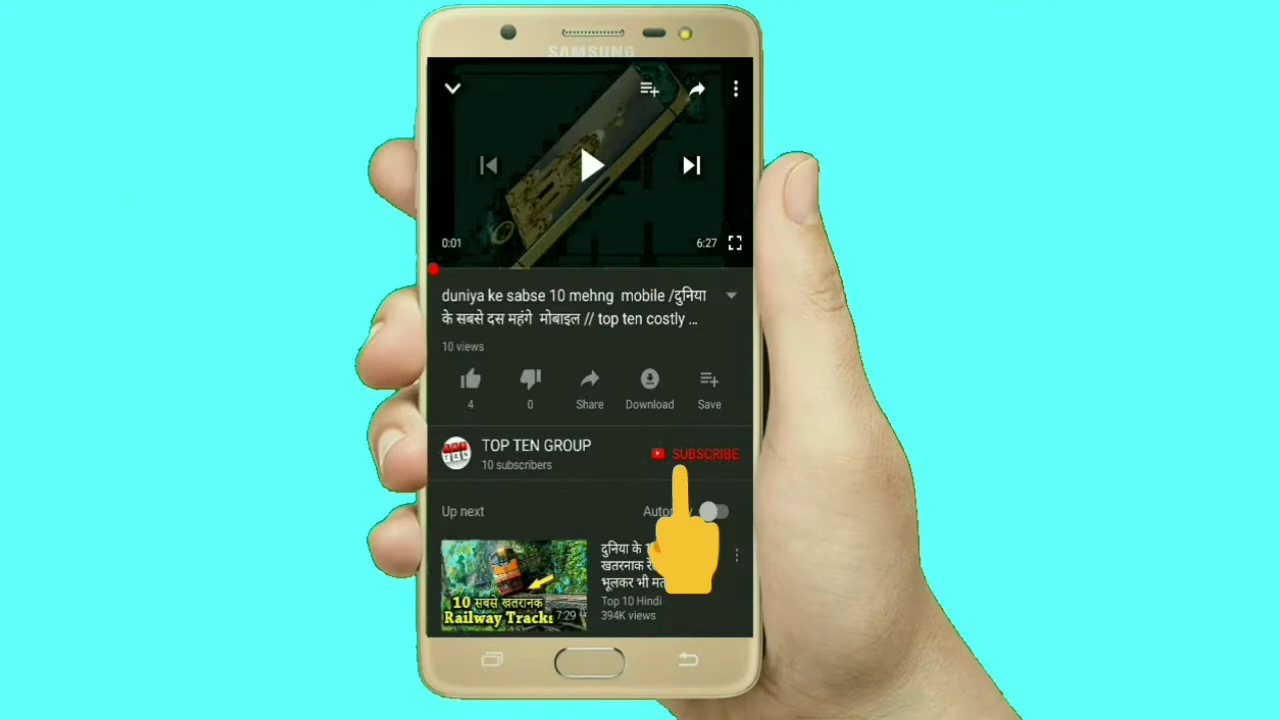 SAMSUNG
0:01
6:27
duniya ke sabse 10 mehng mobile /दुनिया
के सबसे दस महंगे मोबाइल // top ten costly ...
10 views
4
0
Share
Download
Save
TOP TEN GROUP
10 subscribers
SUBSCRIBE
Up next
दुनिया के
खतरनाक
भूलकर भी
Top 10 Hindi
394K views
10 सबसे खतरनाक
Railway Tracks
7:29